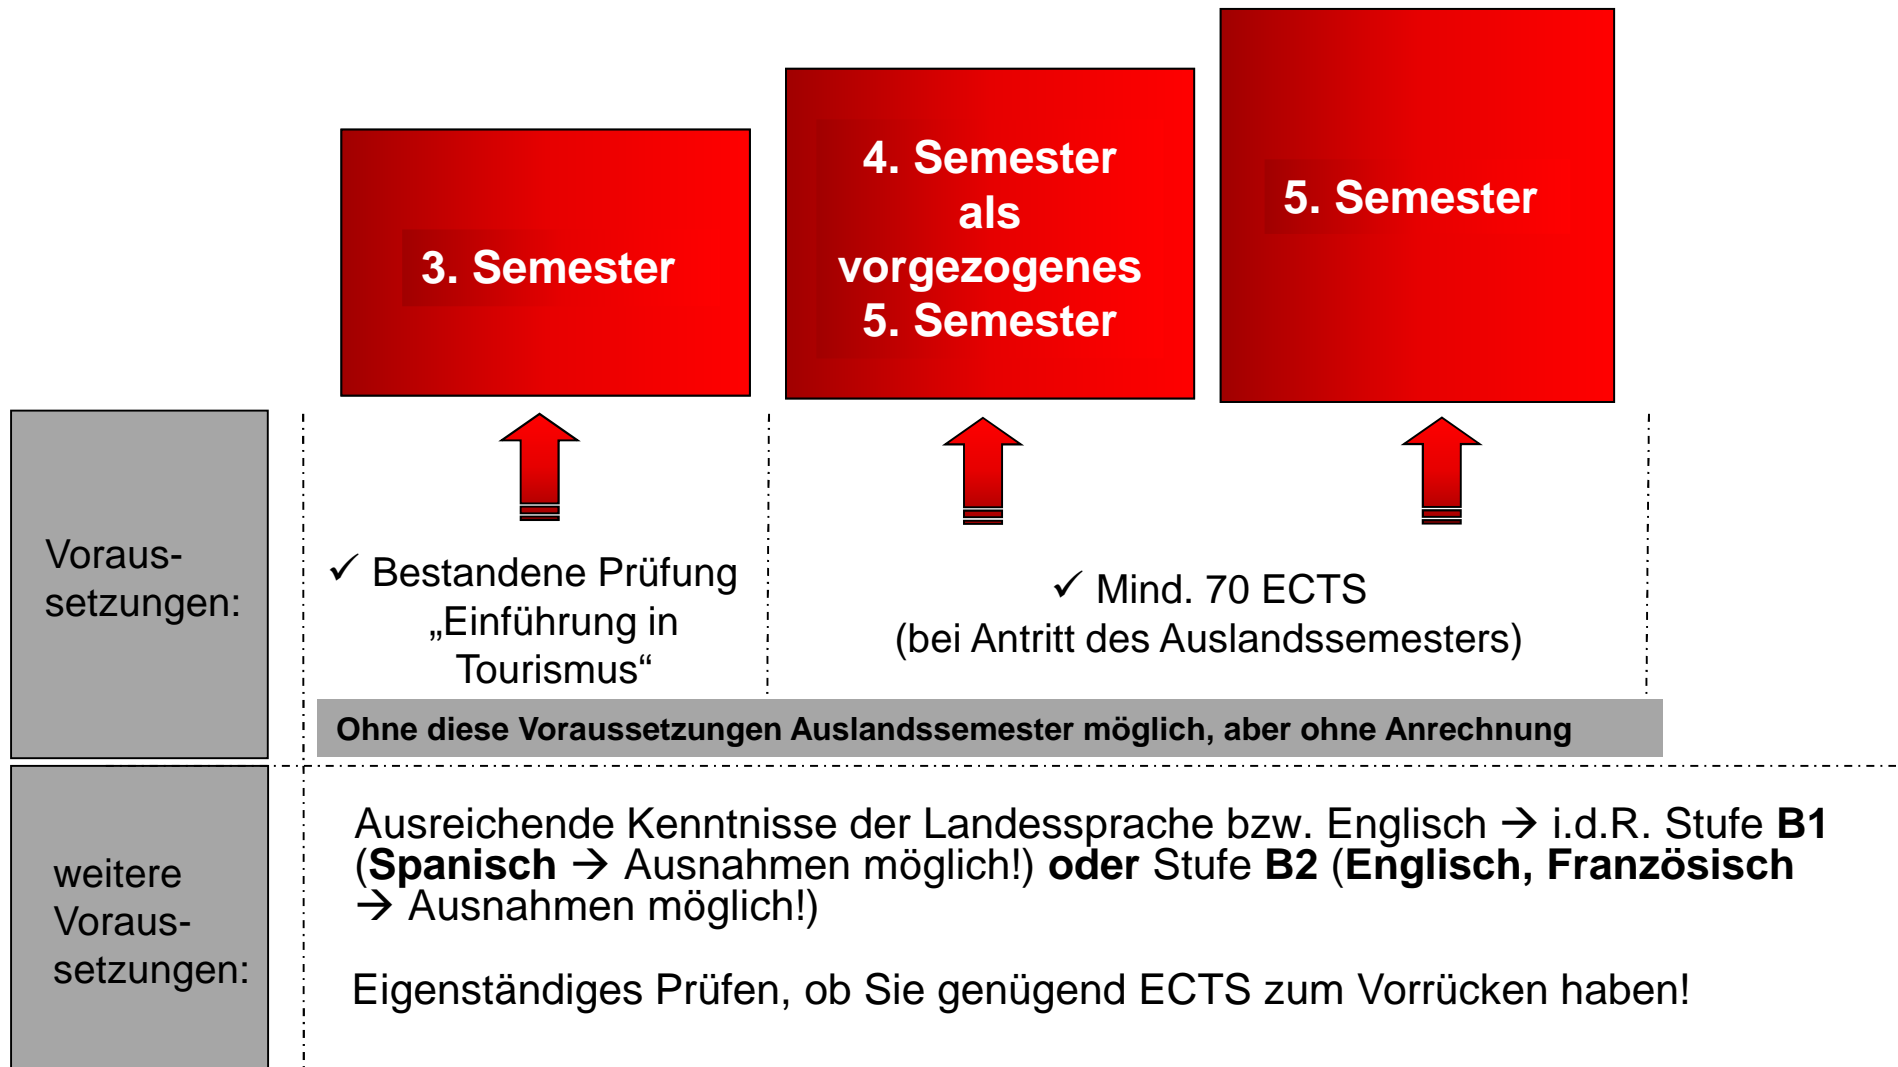 3. Semester
4. Semester
als
vorgezogenes
5. Semester
5. Semester
Voraus-
setzungen:
✓ Bestandene Prüfung
„Einführung in
Tourismus“
✓ Mind. 70 ECTS
(bei Antritt des Auslandssemesters)
Ohne diese Voraussetzungen Auslandssemester möglich, aber ohne Anrechnung
weitere
Voraus-
setzungen:
Ausreichende Kenntnisse der Landessprache bzw. Englisch → i.d.R. Stufe B1
(Spanisch → Ausnahmen möglich!) oder Stufe B2 (Englisch, Französisch
→ Ausnahmen möglich!)
Eigenständiges Prüfen, ob Sie genügend ECTS zum Vorrücken haben!